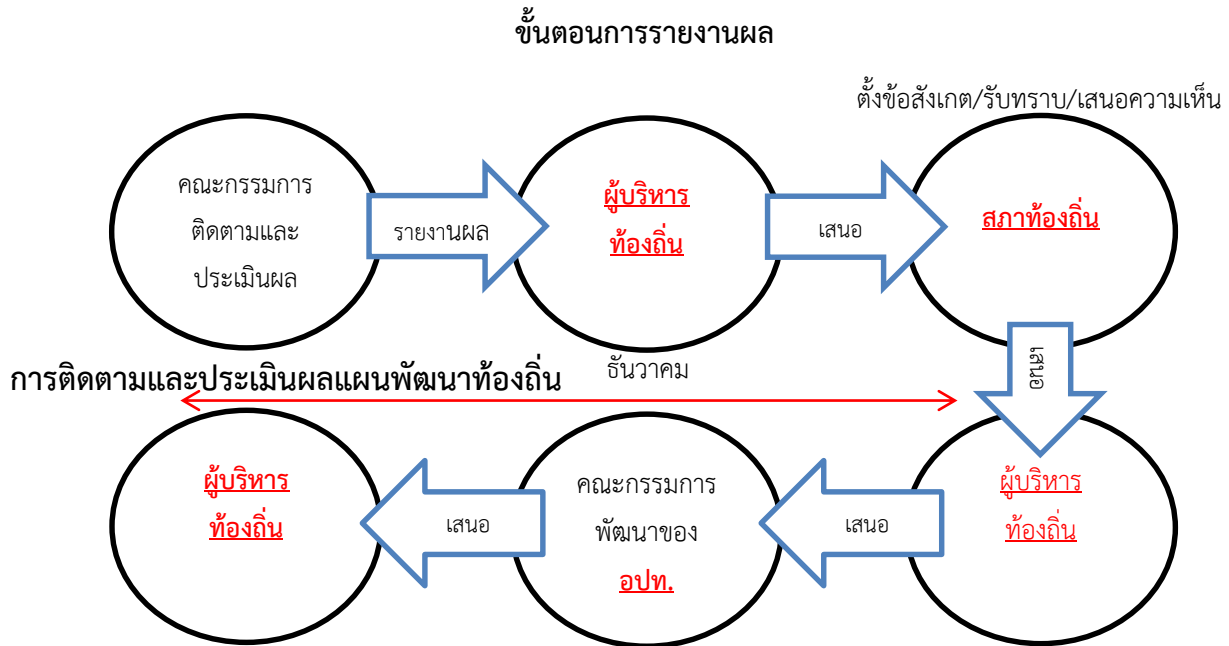 ขั้นตอนการรายงานผล
ตั้งข้อสังเกต/รับทราบ/เสนอความเห็น
คณะกรรมการ
ติดตามและ
ประเมินผล
รายงานผล
ผู้บริหาร
ท้องถิ่น
เสนอ
สภาท้องถิ่น
เสนอ
ธันวาคม
การติดตามและประเมินผลแผนพัฒนาท้องถิ่น
ผู้บริหาร
ท้องถิ่น
เสนอ
คณะกรรมการ
พัฒนาของ
อปท.
เสนอ
ผู้บริหาร
ท้องถิ่น